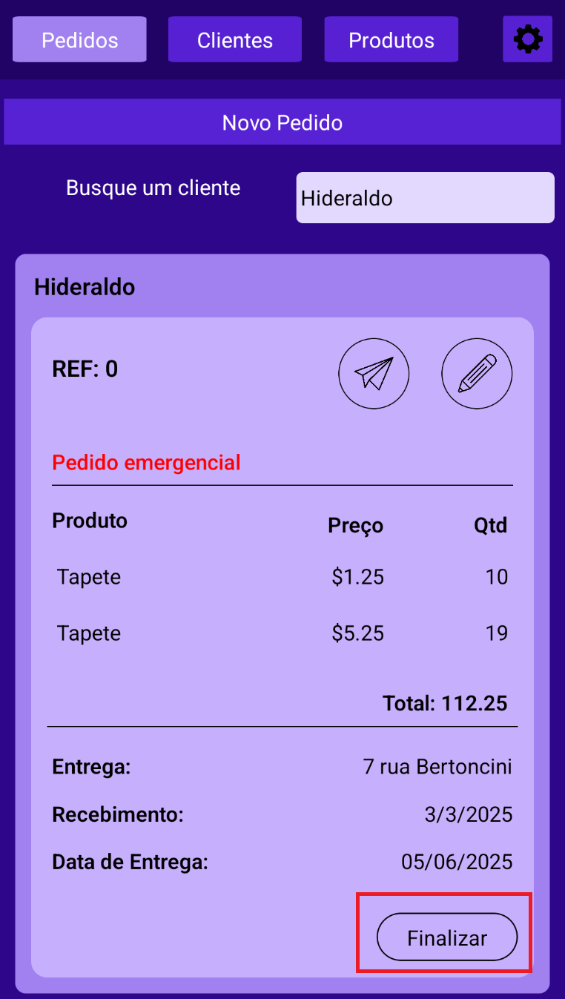 Pedidos Clientes Produtos
Novo Pedido
Busque um cliente Hideraldo
Hideraldo
REF: 0
Pedido emergencial
Produto Preço Qtd
Tapete $1.25 10
Tapete $5.25 19
Total: 112.25
Entrega: 7 rua Bertoncini
Recebimento: 3/3/2025
Data de Entrega: 05/06/2025
Finalizar